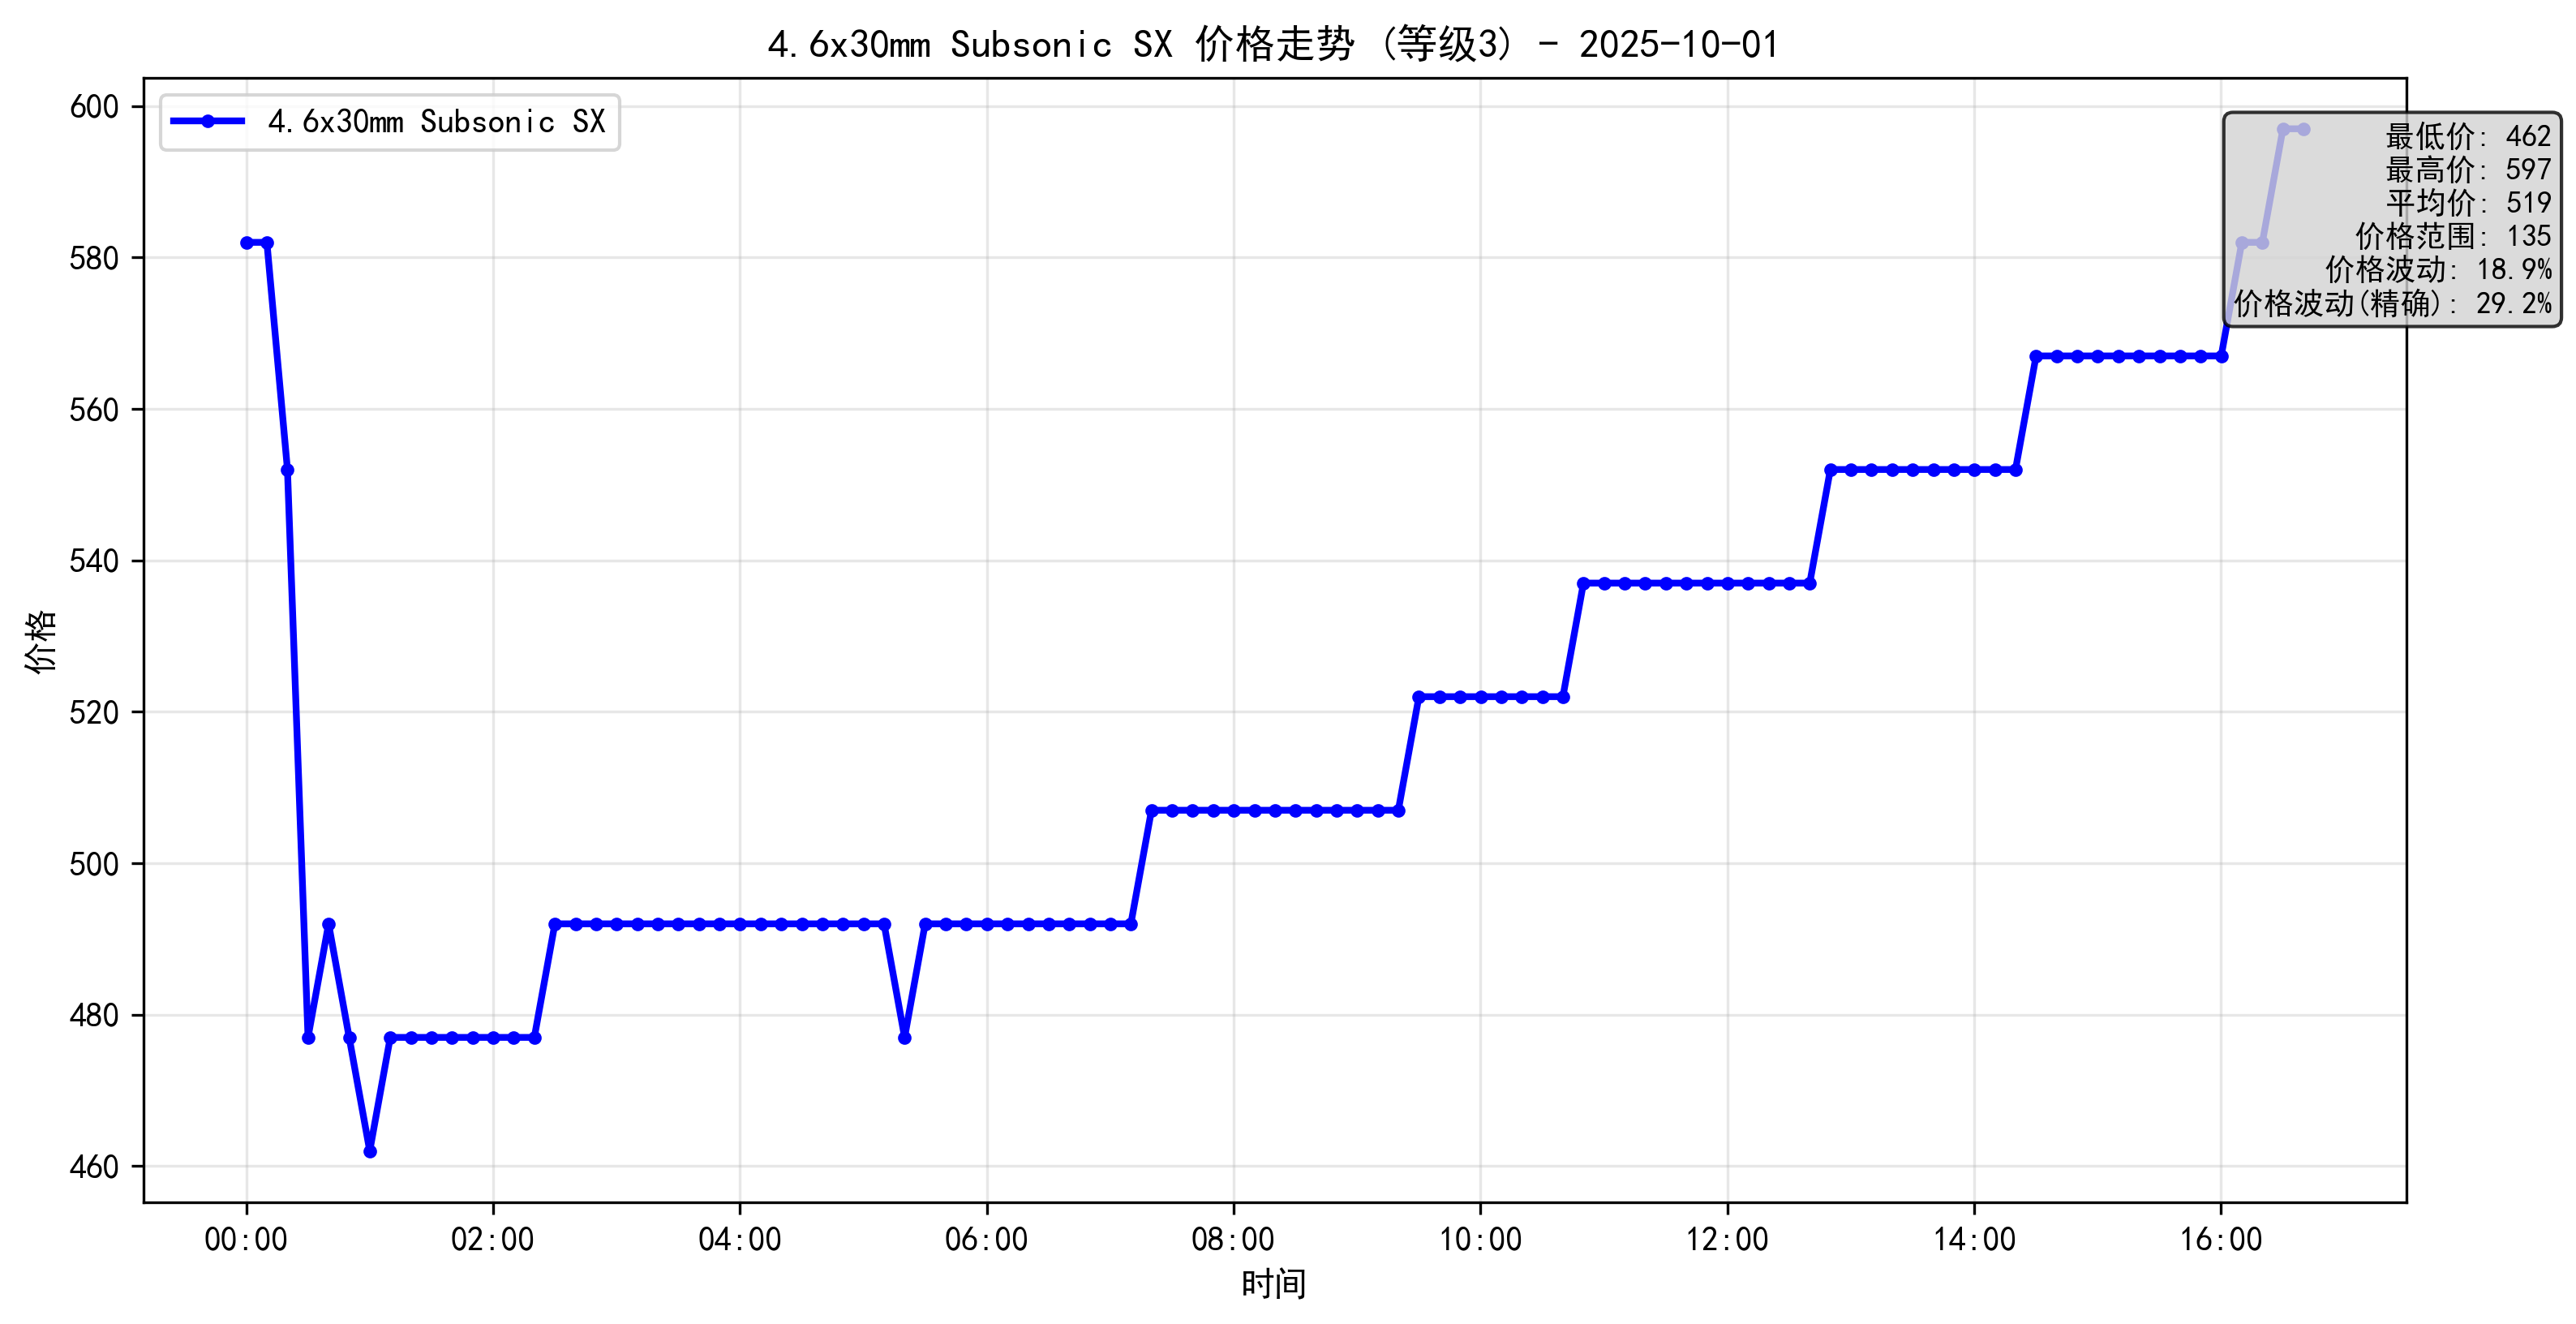 4.6x30mm Subsonic SX 价格走势 (等级3) - 2025-10-01
4.6x30mm Subsonic SX
最低价: 462
最高价: 597
平均价: 519
价格范围: 135
价格波动: 18.9%
价格波动(精确): 29.2%
价格
600
580
560
540
520
500
480
460
00:00 02:00 04:00 06:00 08:00 10:00 12:00 14:00 16:00
时间